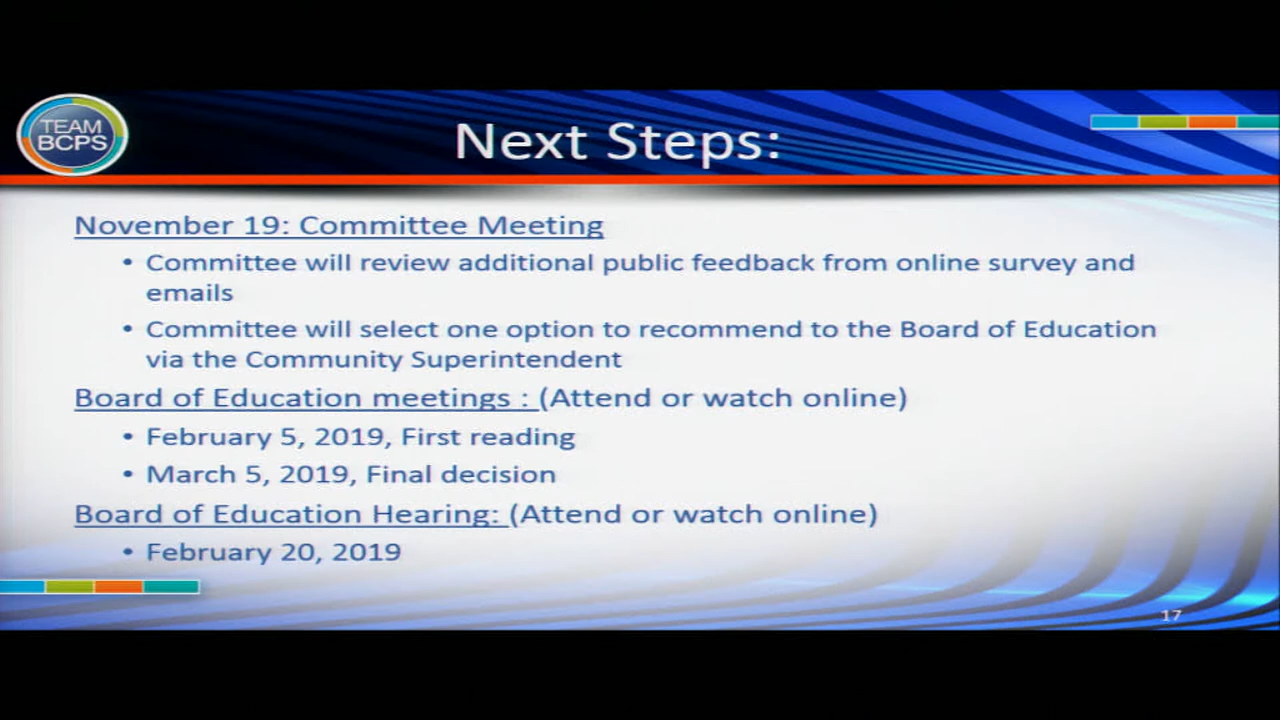 TEAM
BCPS
Next Steps:
November 19: Committee Meeting
• Committee will review additional public feedback from online survey and
emails
• Committee will select one option to recommend to the Board of Education
via the Community Superintendent
Board of Education meetings : (Attend or watch online)
• February 5, 2019, First reading
• March 5, 2019, Final decision
Board of Education Hearing: (Attend or watch online)
• February 20, 2019
17